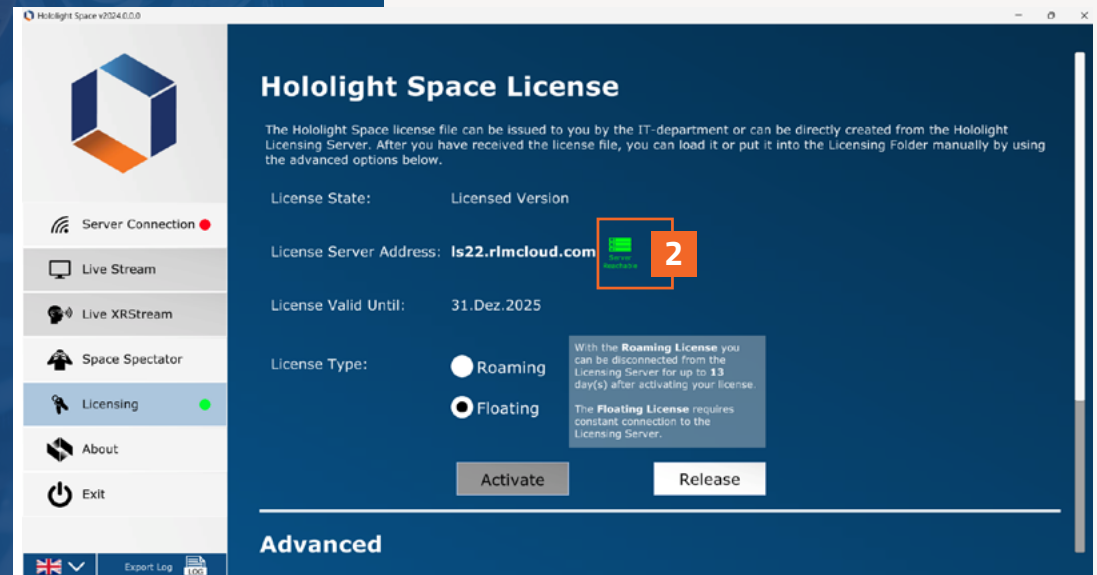 Hololight Space v2024.0.0.0
Hololight Space License
The Hololight Space license file can be issued to you by the IT-department or can be directly created from the Hololight
Licensing Server. After you have received the license file, you can load it or put it into the Licensing Folder manually by using
the advanced options below.
License State: Licensed Version
License Server Address: ls22.rlmcloud.com
Server
Reachable
2
License Valid Until: 31.Dez.2025
License Type:
Roaming
Floating
With the Roaming License you
can be disconnected from the
Licensing Server for up to 13
day(s) after activating your license.
The Floating License requires
constant connection to the
Licensing Server.
Activate
Release
Advanced
Server Connection
Live Stream
Live XRStream
Space Spectator
Licensing
About
Exit
Export Log
LOG